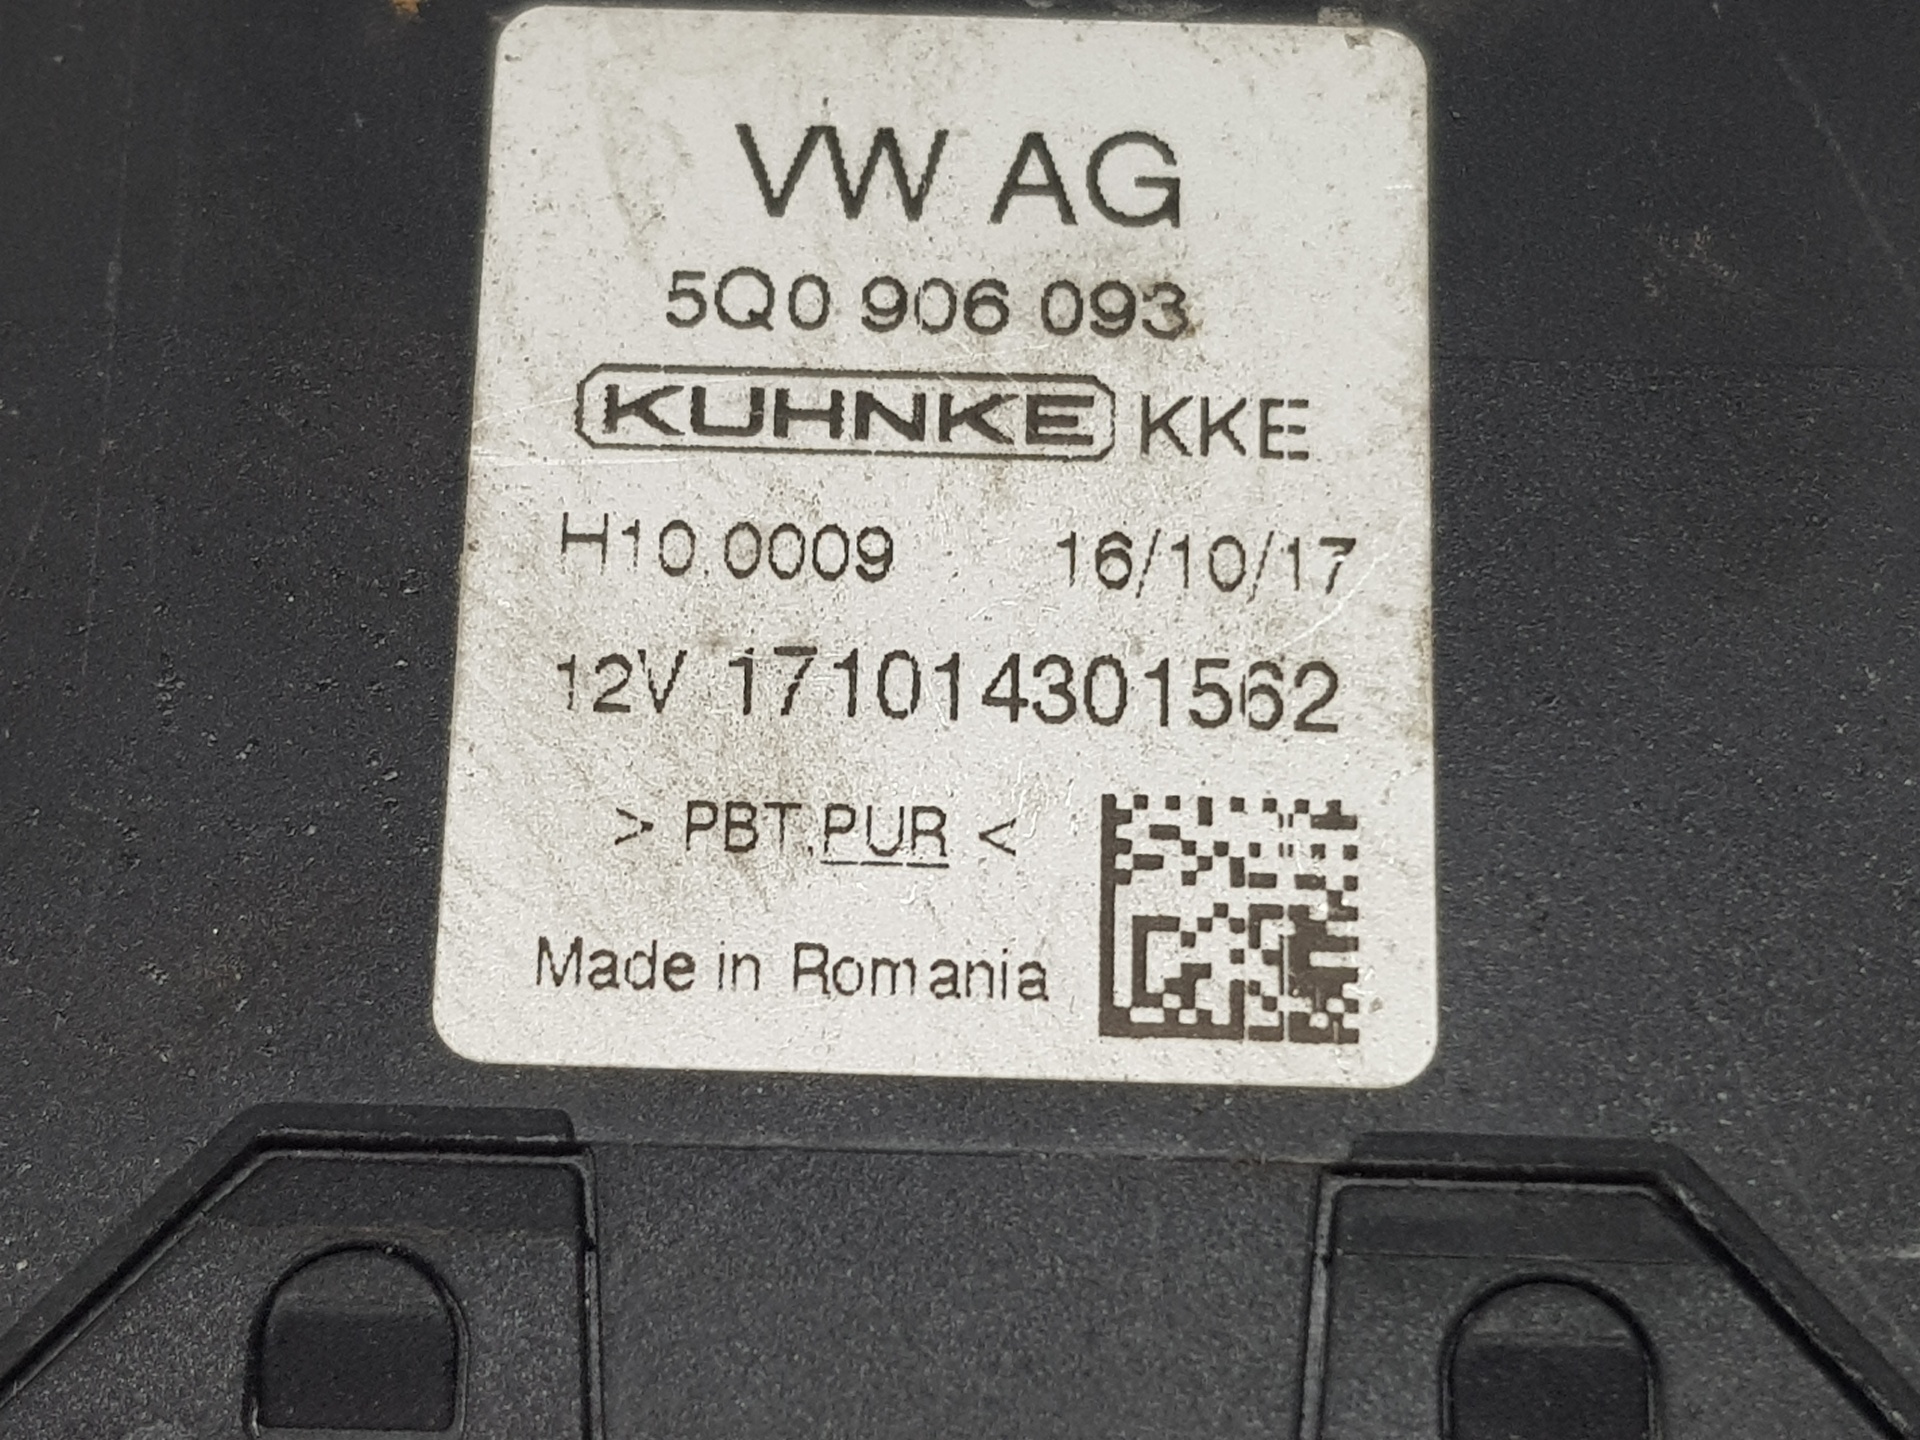 VW AG
5Q0 906 093
KUHNKE KKE
H10 0009 16/10/17
12V 171014301562
> PBT,PUR <
Made in Romania